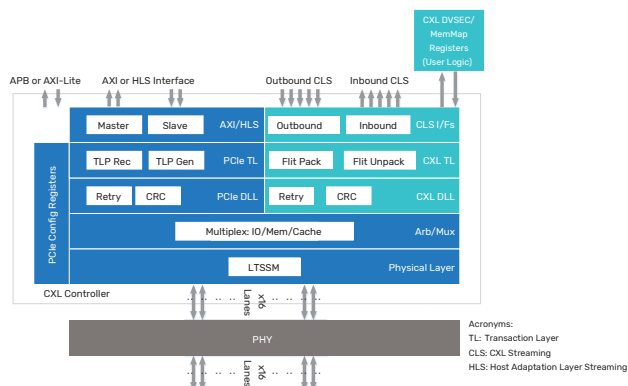 CXL DVSEC/
MemMap
Registers
(User Logic)
APB or AXI-Lite
AXI or HLS Interface
Outbound CLS
Inbound CLS
Master
Slave
AXI/HLS
Outbound
Inbound
CLS I/Fs
PCIe Config Registers
TLP Rec
TLP Gen
PCIe TL
Flit Pack
Flit Unpack
CXL TL
Retry
CRC
PCIe DLL
Retry
CRC
CXL DLL
Multiplex: IO/Mem/Cache
Arb/Mux
LTSSM
Physical Layer
CXL Controller
x16
Lanes
PHY
x16
Lanes
Acronyms:
TL: Transaction Layer
CLS: CXL Streaming
HLS: Host Adaptation Layer Streaming